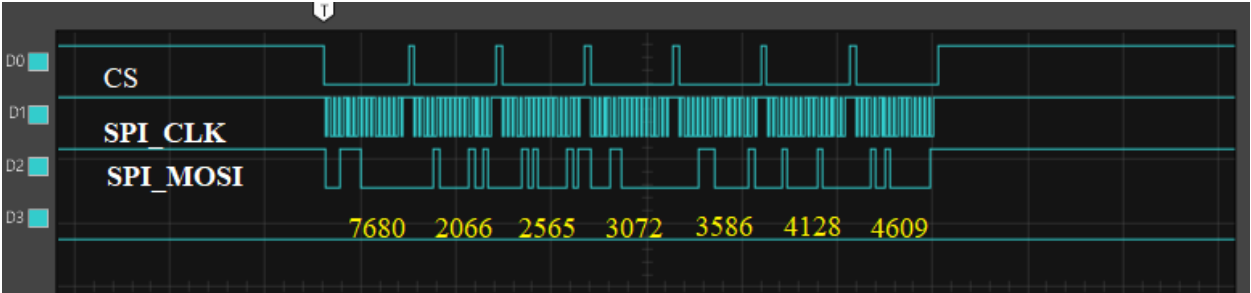 T
D0
CS
D1
SPI_CLK
D2
SPI_MOSI
D3
7680 2066 2565 3072 3586 4128 4609